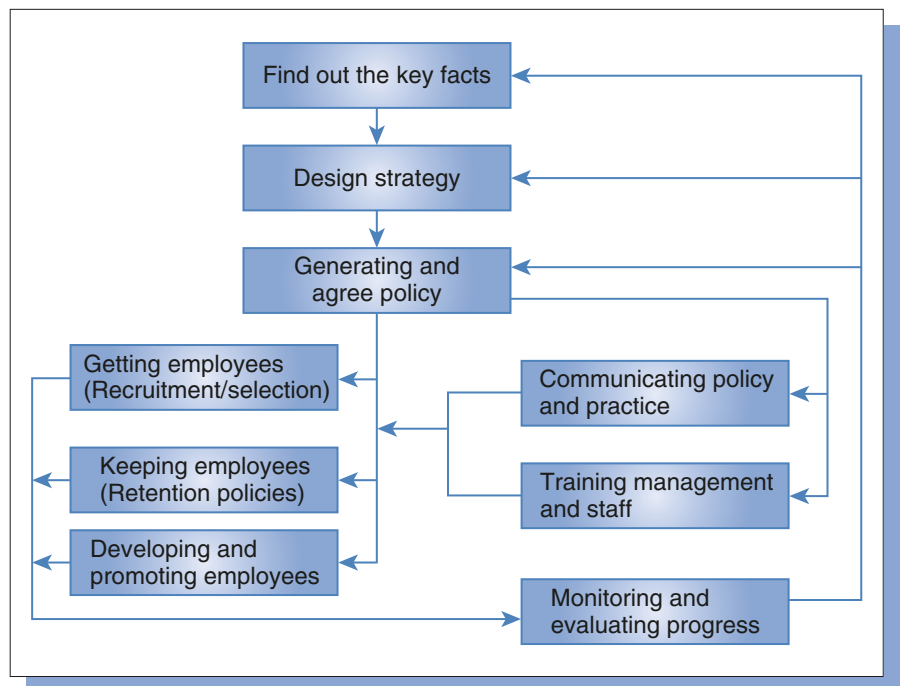 Find out the key facts
Design strategy
Generating and
agree policy
Getting employees
(Recruitment/selection)
Keeping employees
(Retention policies)
Developing and
promoting employees
Communicating policy
and practice
Training management
and staff
Monitoring and
evaluating progress